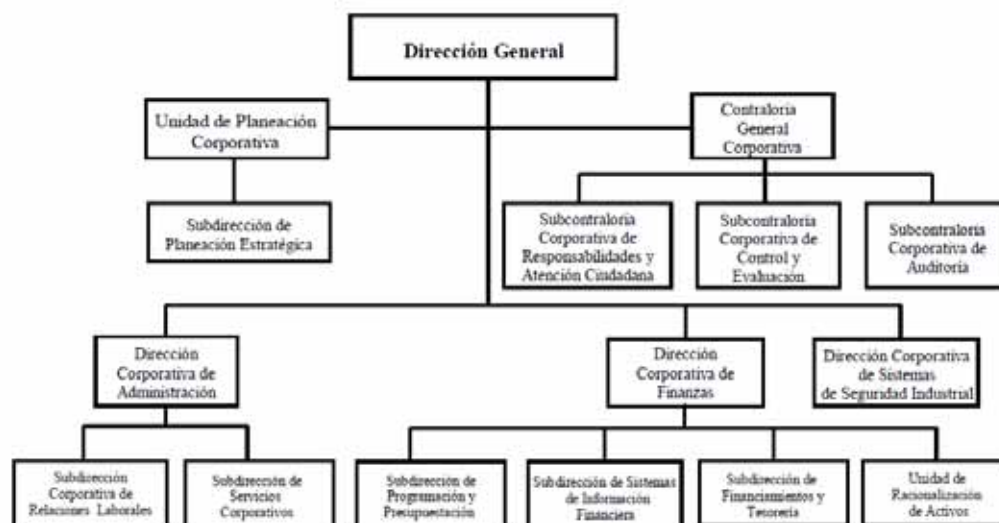 Dirección General
Unidad de Planeación
Corporativa
Contraloría
General
Corporativa
Subdirección de
Planeación Estratégica
Subcontraloría
Corporativa de
Responsabilidades y
Atención Ciudadana
Subcontraloría
Corporativa de
Control y
Evaluación
Subcontraloría
Corporativa de
Auditoría
Dirección
Corporativa de
Administración
Dirección
Corporativa de
Finanzas
Dirección Corporativa
de Sistemas
de Seguridad Industrial
Subdirección
Corporativa de
Relaciones Laborales
Subdirección de
Servicios
Corporativos
Subdirección de
Programación y
Presupuestación
Subdirección de Sistemas
de Información
Financiera
Subdirección de
Financiamientos y
Tesorería
Unidad de
Racionalización
de Activos